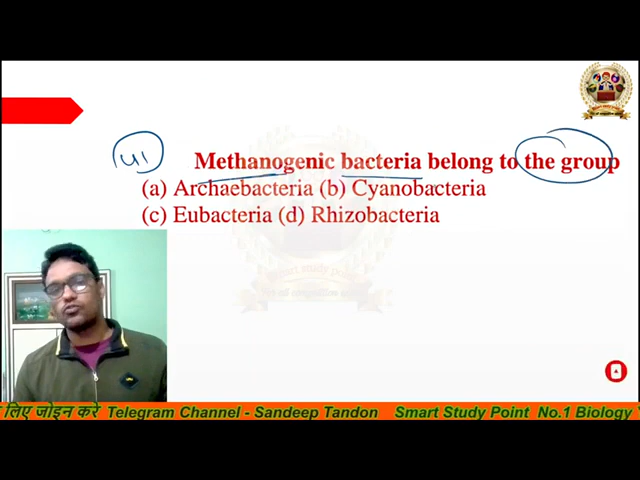 41
Methanogenic bacteria belong to the group
(a) Archaebacteria (b) Cyanobacteria
(c) Eubacteria (d) Rhizobacteria
लिए जोइन करे Telegram Channel - Sandeep Tandon Smart Study Point No.1 Biology